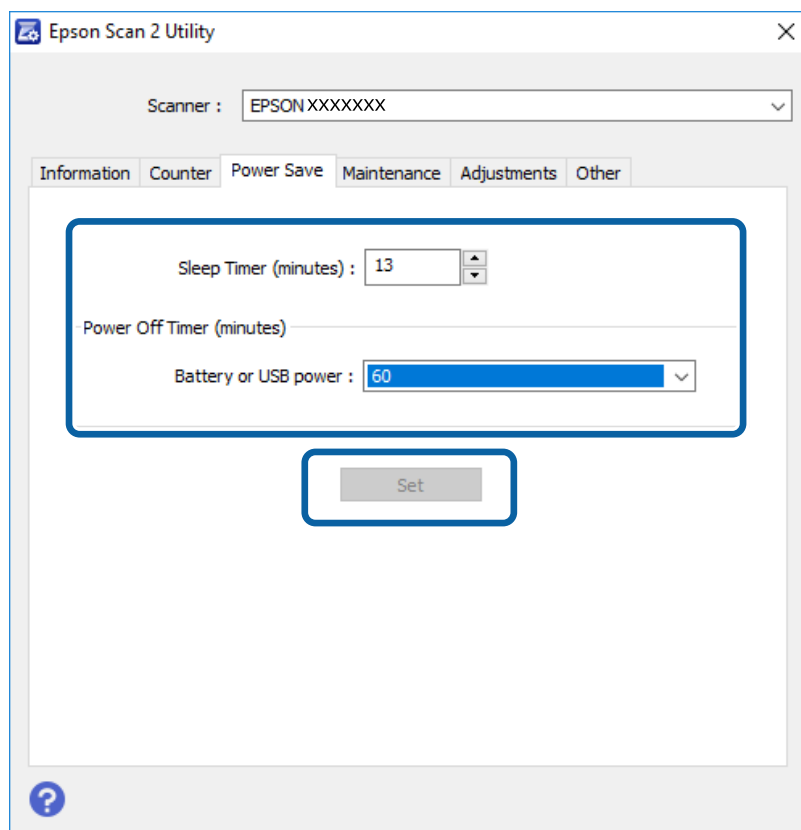 Epson Scan 2 Utility
Scanner : EPSON XXXXXXX
Information Counter Power Save Maintenance Adjustments Other
Sleep Timer (minutes) : 13
Power Off Timer (minutes)
Battery or USB power : 60
Set
?